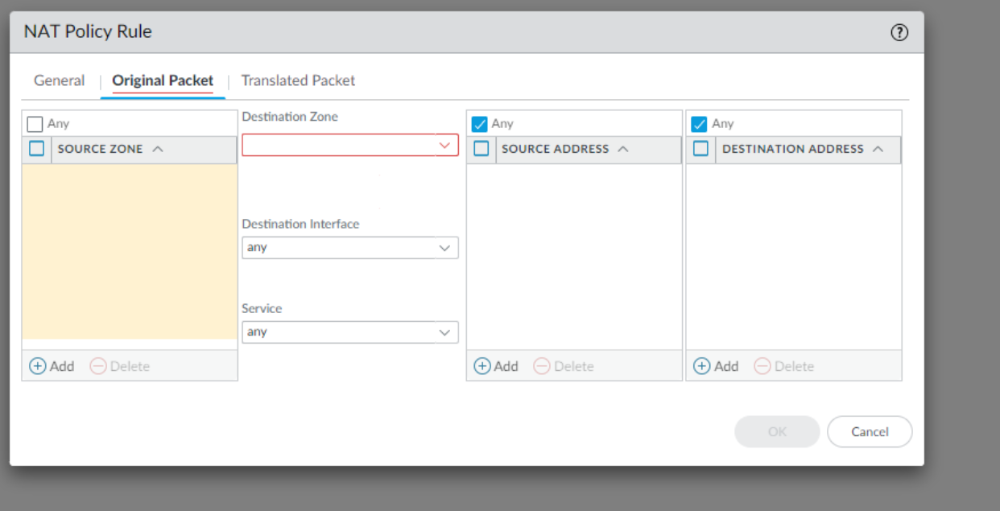 NAT Policy Rule
General
Original Packet
Translated Packet
Any
SOURCE ZONE
Add
Delete
Destination Zone
Destination Interface
any
Service
any
Any
SOURCE ADDRESS
Add
Delete
Any
DESTINATION ADDRESS
Add
Delete
OK
Cancel